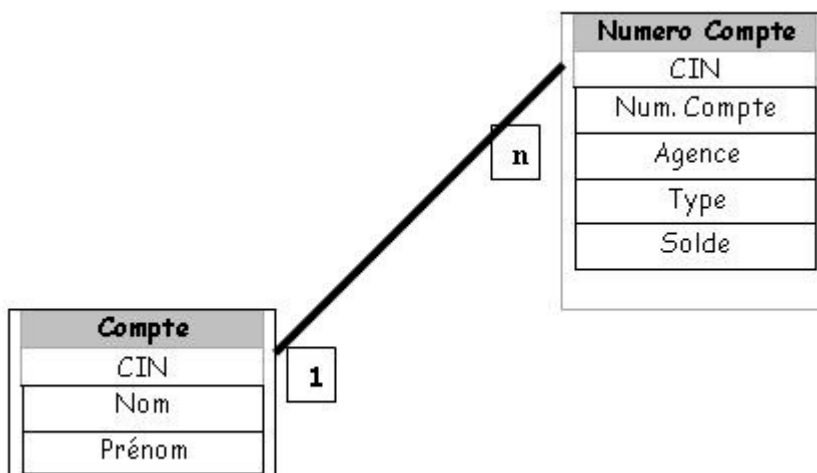 Numero Compte
CIN
Num. Compte
Agence
Type
Solde
n
Compte
CIN
Nom
Prénom
1